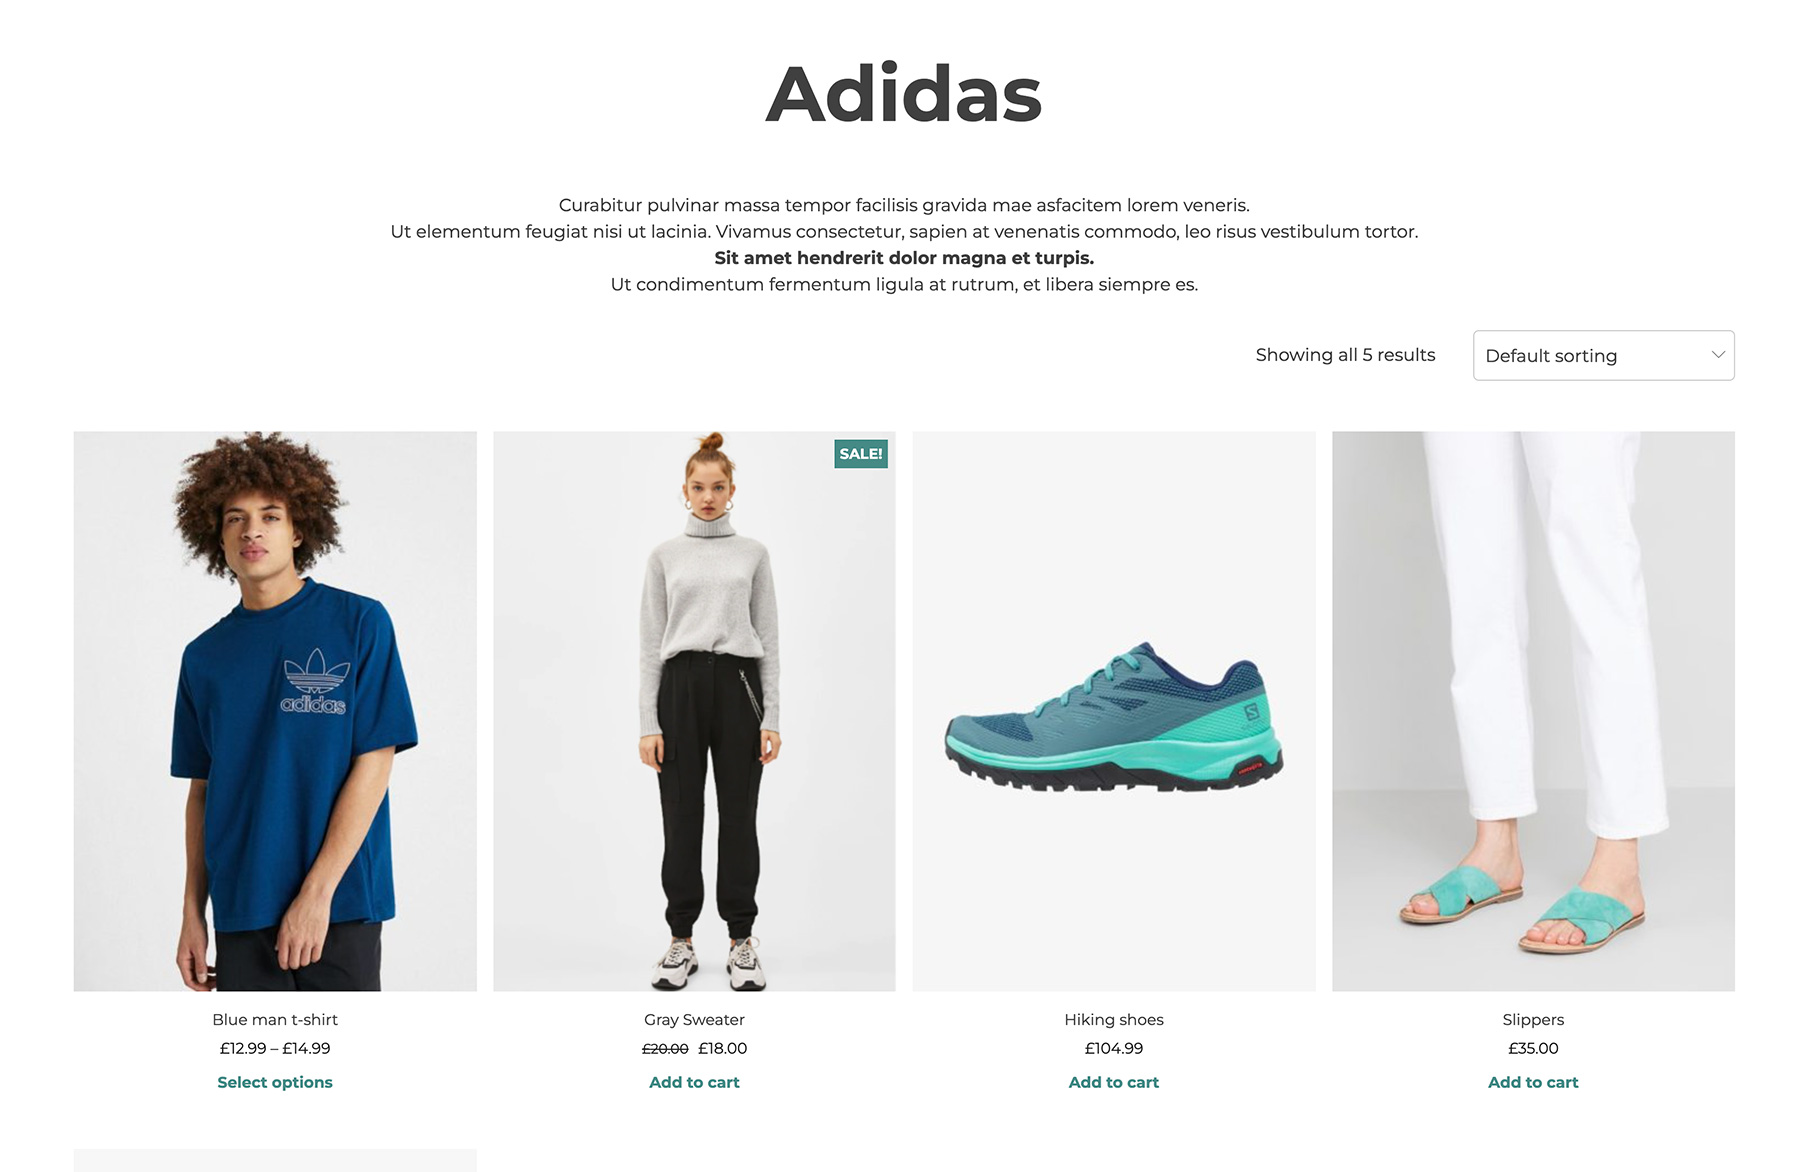 Adidas
Curabitur pulvinar massa tempor facilisis gravida mae asfacitem lorem veneris.
Ut elementum feugiat nisi ut lacinia. Vivamus consectetur, sapien at venenatis commodo, leo risus vestibulum tortor.
Sit amet hendrerit dolor magna et turpis.
Ut condimentum fermentum ligula at rutrum, et libera siempre es.
Showing all 5 results
Default sorting
adidas
SALE!
S
Blue man t-shirt
£12.99 – £14.99
Select options
Gray Sweater
£20.00 £18.00
Add to cart
Hiking shoes
£104.99
Add to cart
Slippers
£35.00
Add to cart